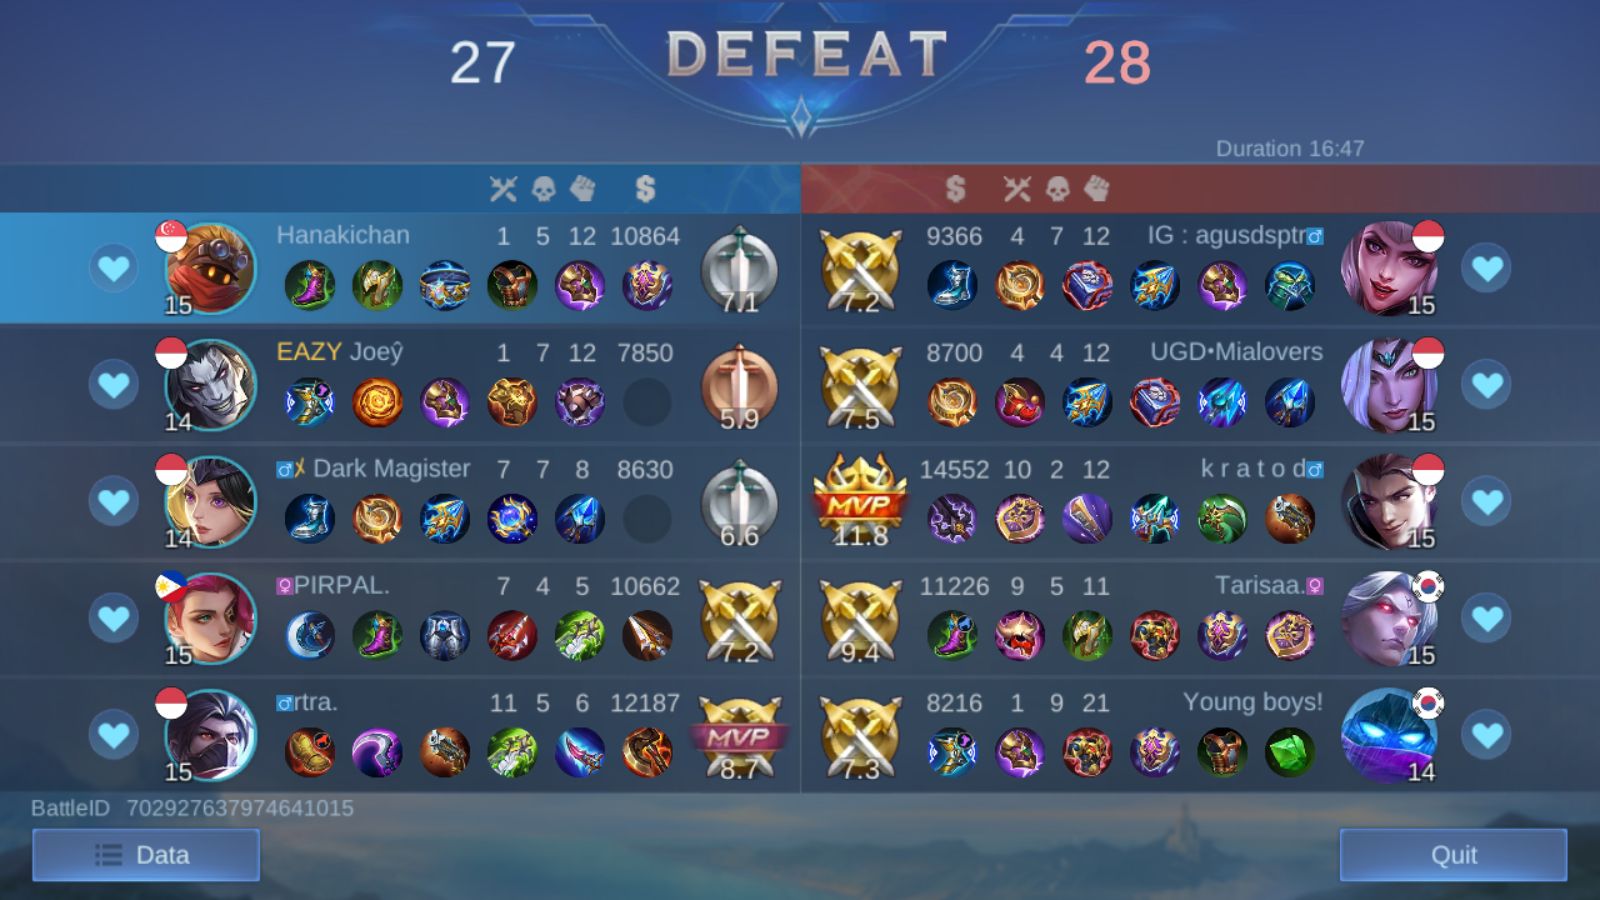 27 DEFEAT 28
Duration 16:47
Hanakichan 1 5 12 10864
15 7.1
9366 4 7 12 IG : agusdsptr♂
7.2 15
EAZY Joeŷ 1 7 12 7850
14 5.9
8700 4 4 12 UGD•Mialovers
7.5 15
♂ Dark Magister 7 7 8 8630
14 6.6
14552 10 2 12 k r a t o d♂
MVP
11.8 15
♀PIRPAL. 7 4 5 10662
15 7.2
11226 9 5 11 Tarisaa.♀
9.4 15
♂rtra. 11 5 6 12187
MVP
15 8.7
8216 1 9 21 Young boys!
7.3 14
BattleID 702927637974641015
Data Quit